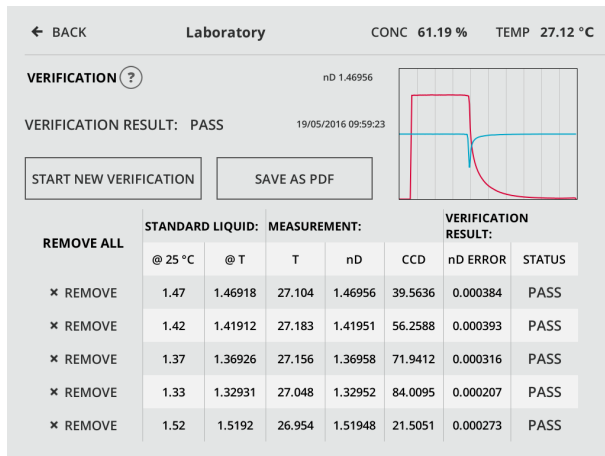 ← BACK Laboratory CONC 61.19 % TEMP 27.12 °C
VERIFICATION ? nD 1.46956
VERIFICATION RESULT: PASS 19/05/2016 09:59:23
START NEW VERIFICATION SAVE AS PDF
REMOVE ALL STANDARD LIQUID: MEASUREMENT: VERIFICATION RESULT:
@ 25 °C @ T T nD CCD nD ERROR STATUS
× REMOVE 1.47 1.46918 27.104 1.46956 39.5636 0.000384 PASS
× REMOVE 1.42 1.41912 27.183 1.41951 56.2588 0.000393 PASS
× REMOVE 1.37 1.36926 27.156 1.36958 71.9412 0.000316 PASS
× REMOVE 1.33 1.32931 27.048 1.32952 84.0095 0.000207 PASS
× REMOVE 1.52 1.5192 26.954 1.51948 21.5051 0.000273 PASS